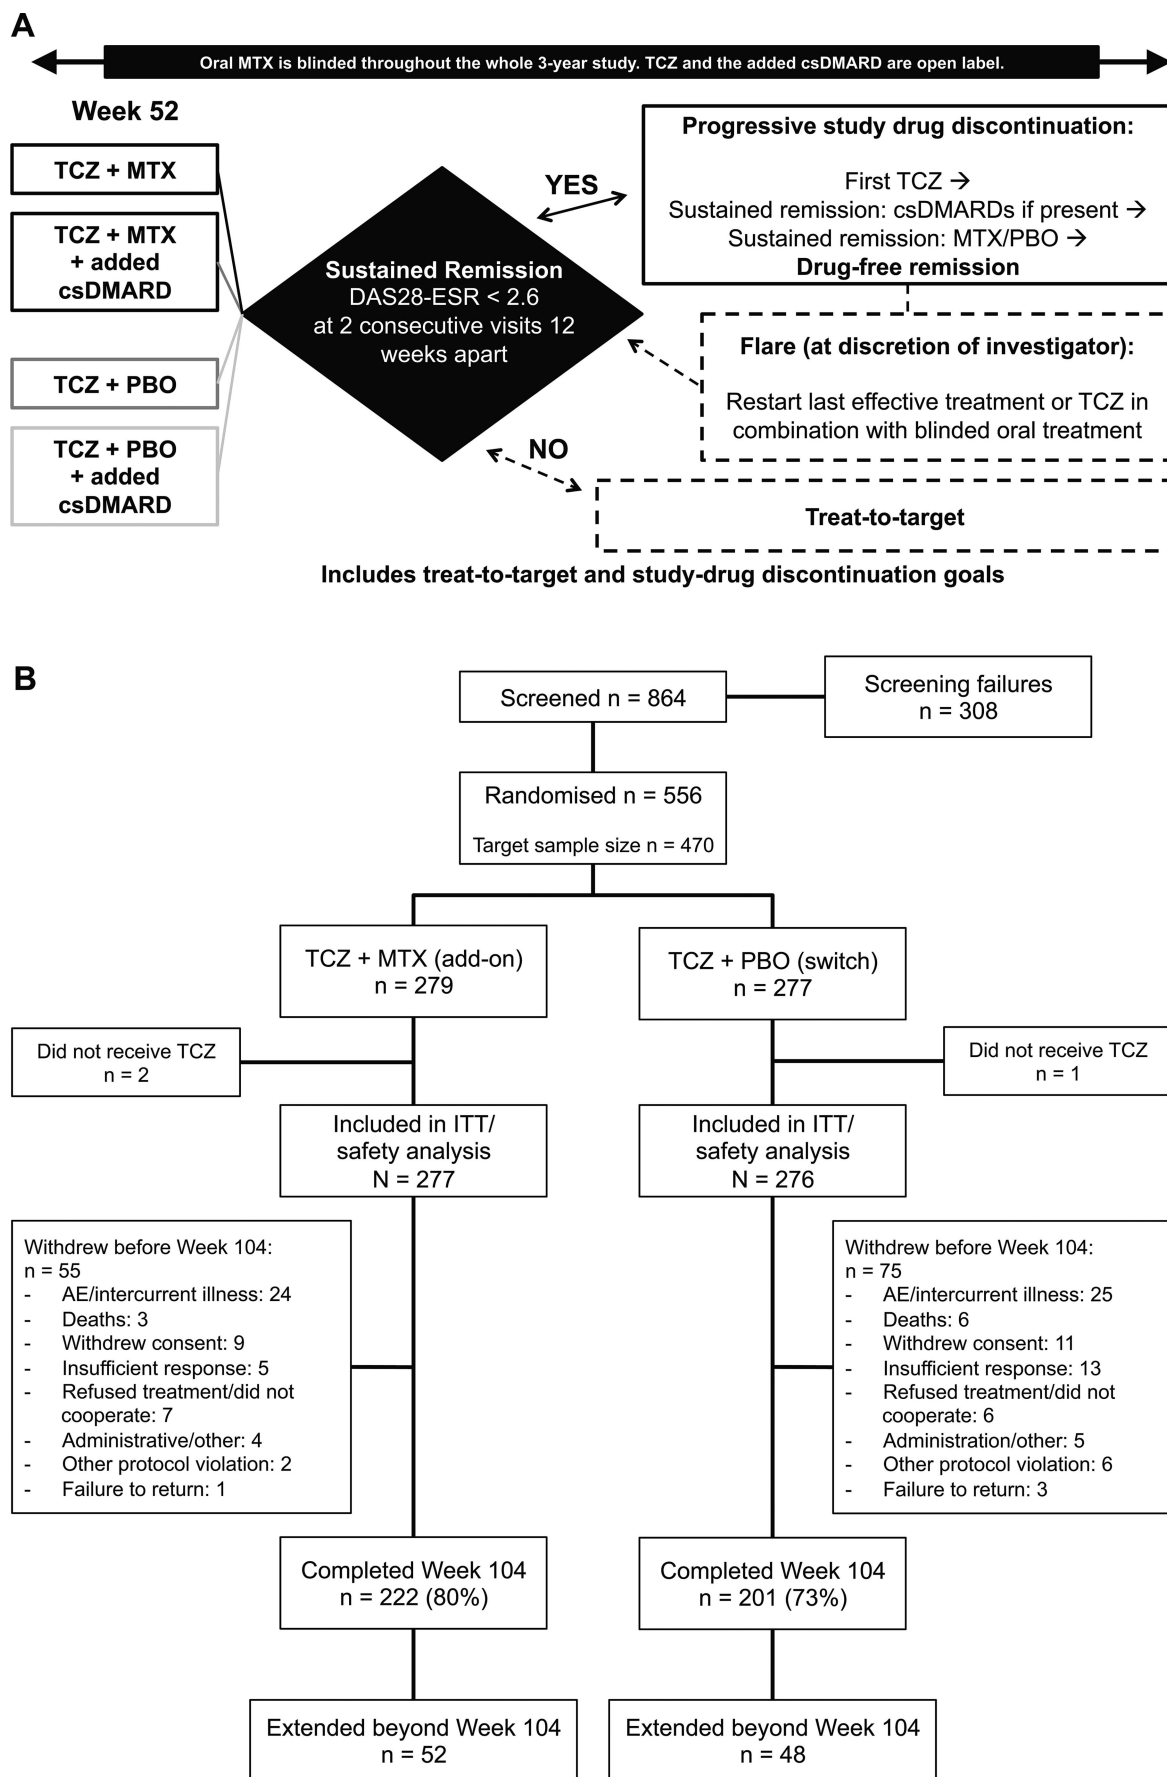 A
Oral MTX is blinded throughout the whole 3-year study. TCZ and the added csDMARD are open label.
Week 52
TCZ + MTX
TCZ + MTX
+ added
csDMARD
TCZ + PBO
TCZ + PBO
+ added
csDMARD
Sustained Remission
DAS28-ESR < 2.6
at 2 consecutive visits 12
weeks apart
YES
Progressive study drug discontinuation:
First TCZ →
Sustained remission: csDMARDs if present →
Sustained remission: MTX/PBO →
Drug-free remission
Flare (at discretion of investigator):
Restart last effective treatment or TCZ in
combination with blinded oral treatment
NO
Treat-to-target
Includes treat-to-target and study-drug discontinuation goals
B
Screened n = 864
Screening failures
n = 308
Randomised n = 556
Target sample size n = 470
TCZ + MTX (add-on)
n = 279
TCZ + PBO (switch)
n = 277
Did not receive TCZ
n = 2
Did not receive TCZ
n = 1
Included in ITT/
safety analysis
N = 277
Included in ITT/
safety analysis
N = 276
Withdrew before Week 104:
n = 55
- AE/intercurrent illness: 24
- Deaths: 3
- Withdrew consent: 9
- Insufficient response: 5
- Refused treatment/did not
cooperate: 7
- Administrative/other: 4
- Other protocol violation: 2
- Failure to return: 1
Withdrew before Week 104:
n = 75
- AE/intercurrent illness: 25
- Deaths: 6
- Withdrew consent: 11
- Insufficient response: 13
- Refused treatment/did not
cooperate: 6
- Administration/other: 5
- Other protocol violation: 6
- Failure to return: 3
Completed Week 104
n = 222 (80%)
Completed Week 104
n = 201 (73%)
Extended beyond Week 104
n = 52
Extended beyond Week 104
n = 48